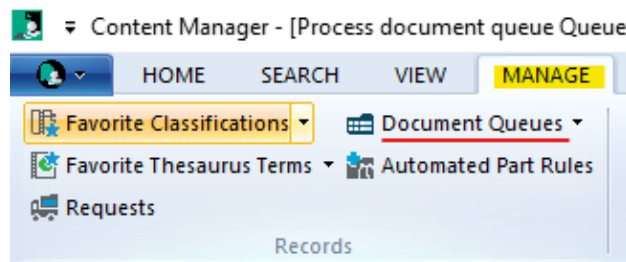 Content Manager - [Process document queue Queue
HOME SEARCH VIEW MANAGE
Favorite Classifications Document Queues
Favorite Thesaurus Terms Automated Part Rules
Requests
Records